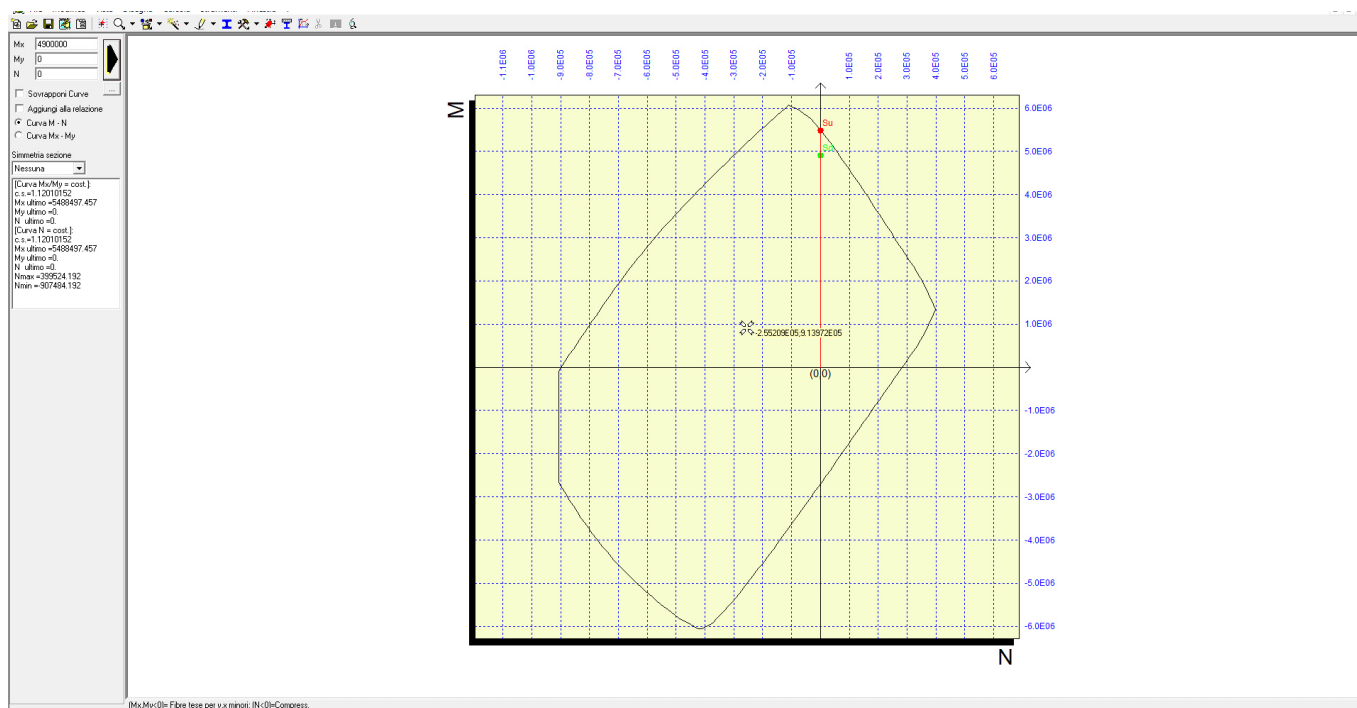 Mx 4900000
My 0
N 0
...
Sovrapponi Curve
Aggiungi alla relazione
Curva M - N
Curva Mx - My
Simmetria sezione
Nessuna
[Curva Mx/My = cost.]:
c.s.=1.12010152
Mx ultimo =5488497.457
My ultimo =0.
N ultimo =0.
[Curva N = cost.]:
c.s.=1.12010152
Mx ultimo =5488497.457
My ultimo =0.
N ultimo =0.
Nmax =399524.192
Nmin =-907484.192
-1.1E06 -1.0E06 -9.0E05 -8.0E05 -7.0E05 -6.0E05 -5.0E05 -4.0E05 -3.0E05 -2.0E05 -1.0E05 1.0E05 2.0E05 3.0E05 4.0E05 5.0E05 6.0E05
M
6.0E06
Su
5.0E06
Sd
4.0E06
3.0E06
2.0E06
1.0E06
-2.55209E05;9.13972E05
(0,0)
-1.0E06
-2.0E06
-3.0E06
-4.0E06
-5.0E06
-6.0E06
N
(Mx,My<0)= Fibre tese per y,x minori; (N<0)=Compress.